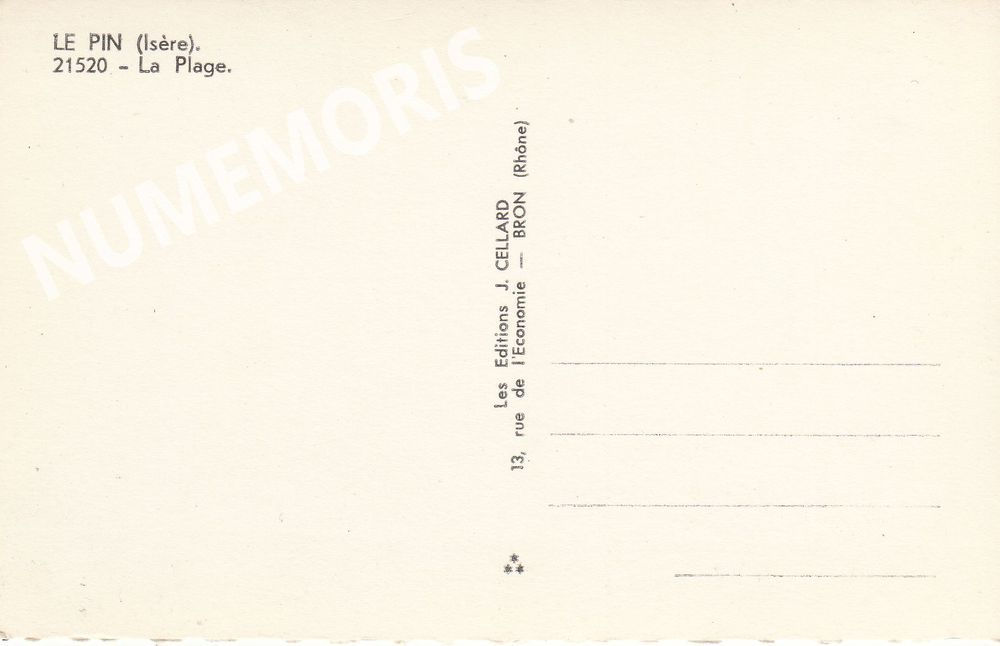 LE PIN (Isère).
21520 - La Plage.
NUMEMORIS
Les Editions J. CELLARD
13, rue de l'Economie — BRON (Rhône)